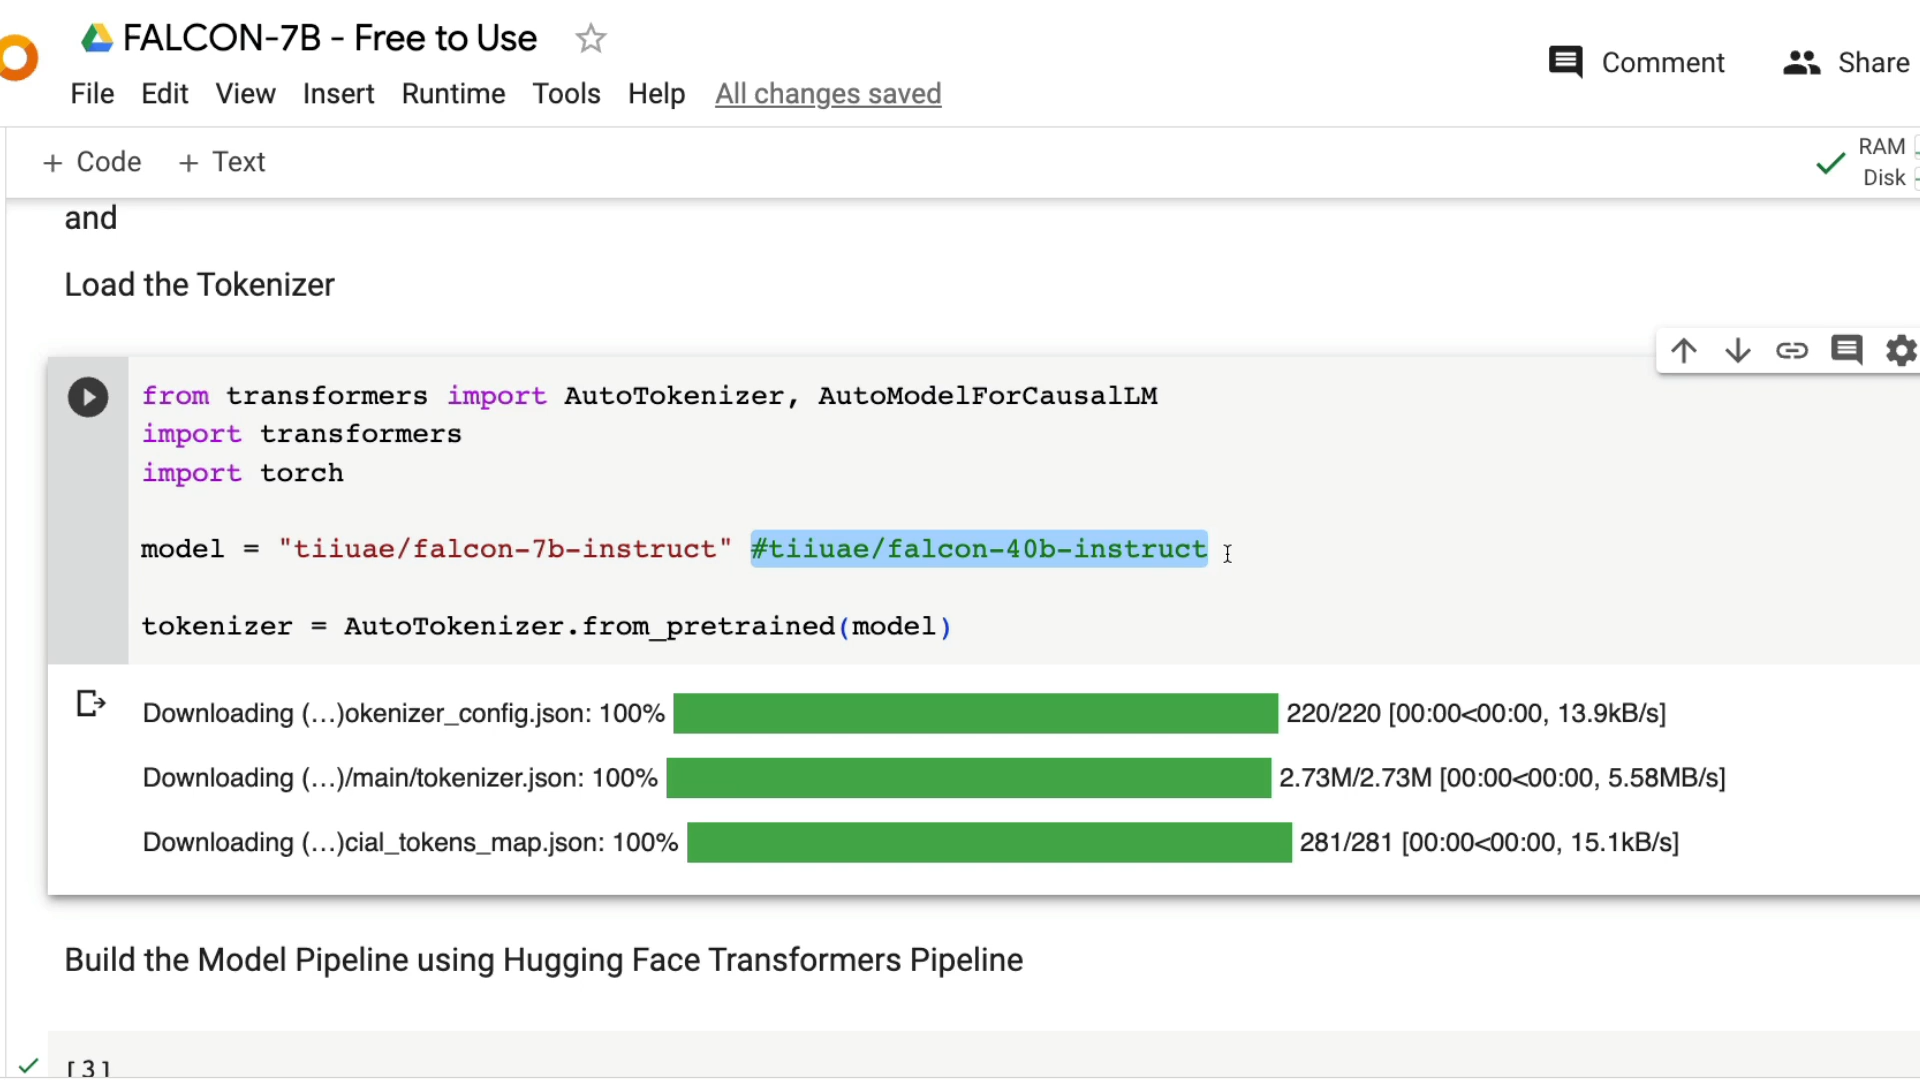 FALCON-7B - Free to Use
Comment
Share
File Edit View Insert Runtime Tools Help All changes saved
+ Code + Text
RAM
Disk
and
Load the Tokenizer
from transformers import AutoTokenizer, AutoModelForCausalLM
import transformers
import torch
model = "tiiuae/falcon-7b-instruct" #tiiuae/falcon-40b-instruct
tokenizer = AutoTokenizer.from_pretrained(model)
Downloading (…)okenizer_config.json: 100% 220/220 [00:00<00:00, 13.9kB/s]
Downloading (…)/main/tokenizer.json: 100% 2.73M/2.73M [00:00<00:00, 5.58MB/s]
Downloading (…)cial_tokens_map.json: 100% 281/281 [00:00<00:00, 15.1kB/s]
Build the Model Pipeline using Hugging Face Transformers Pipeline
[3]